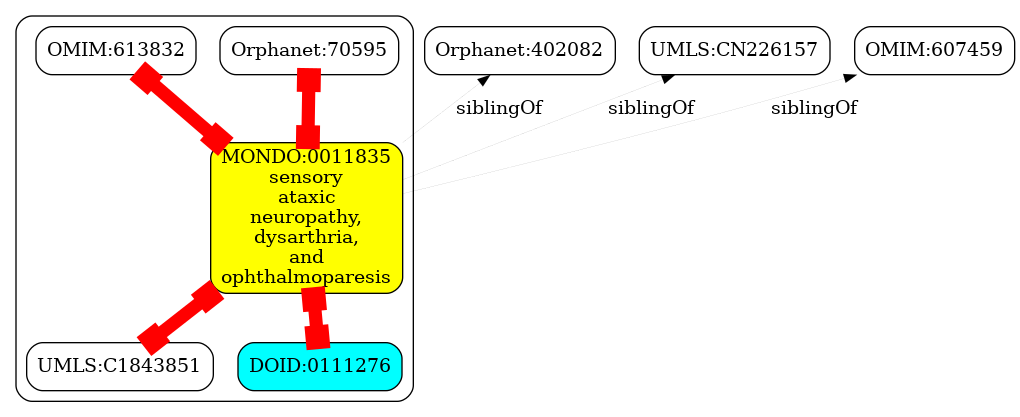 OMIM:613832
Orphanet:70595
Orphanet:402082
UMLS:CN226157
OMIM:607459
siblingOf
siblingOf
siblingOf
MONDO:0011835
sensory
ataxic
neuropathy,
dysarthria,
and
ophthalmoparesis
UMLS:C1843851
DOID:0111276